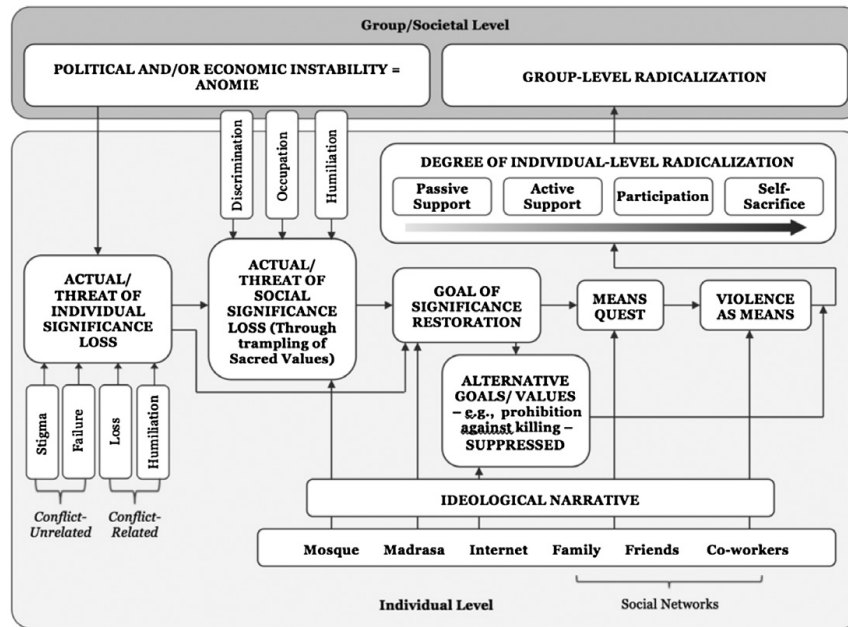 Group/Societal Level
POLITICAL AND/OR ECONOMIC INSTABILITY =
ANOMIE
GROUP-LEVEL RADICALIZATION
Discrimination
Occupation
Humiliation
DEGREE OF INDIVIDUAL-LEVEL RADICALIZATION
Passive
Support
Active
Support
Participation
Self-
Sacrifice
ACTUAL/
THREAT OF
INDIVIDUAL
SIGNIFICANCE
LOSS
ACTUAL/
THREAT OF
SOCIAL
SIGNIFICANCE
LOSS (Through
trampling of
Sacred Values)
GOAL OF
SIGNIFICANCE
RESTORATION
MEANS
QUEST
VIOLENCE
AS MEANS
ALTERNATIVE
GOALS/ VALUES
– e.g., prohibition
against killing –
SUPPRESSED
Stigma
Failure
Loss
Humiliation
Conflict-
Unrelated
Conflict-
Related
IDEOLOGICAL NARRATIVE
Mosque Madrasa Internet Family Friends Co-workers
Social Networks
Individual Level